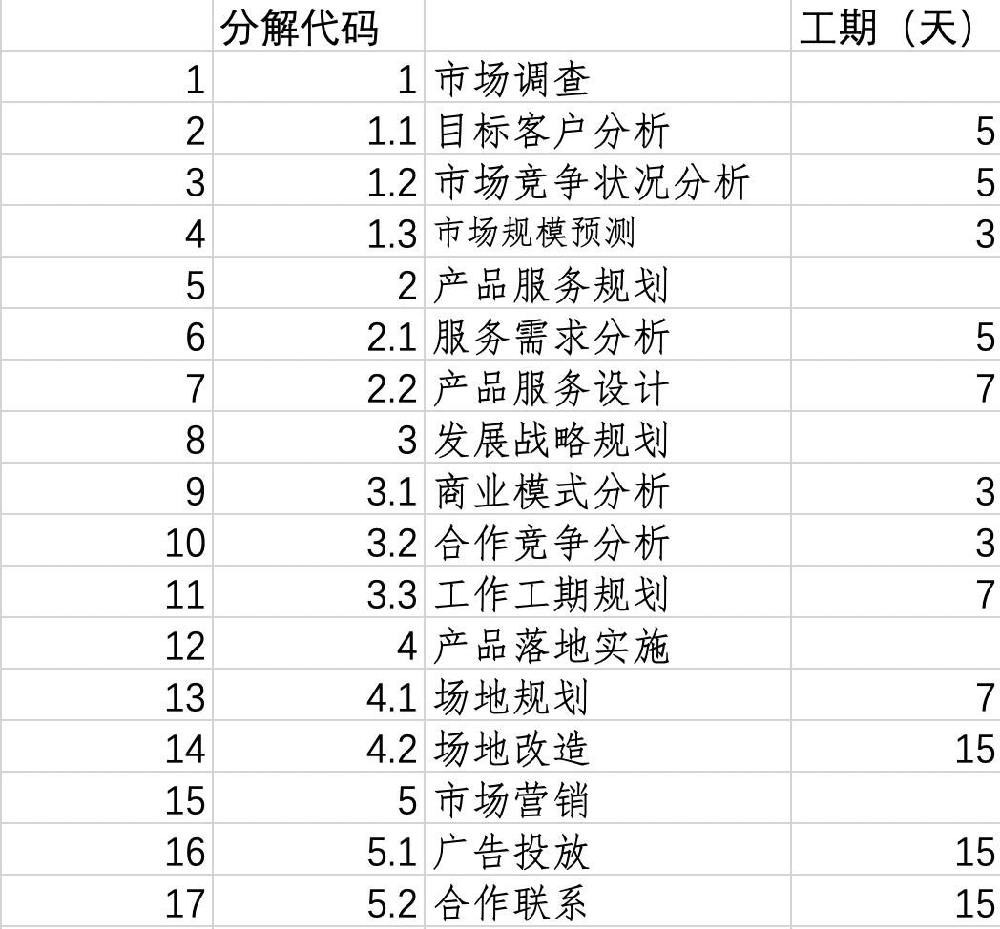 分解代码 工期（天）
1 1 市场调查
2 1.1 目标客户分析 5
3 1.2 市场竞争状况分析 5
4 1.3 市场规模预测 3
5 2 产品服务规划
6 2.1 服务需求分析 5
7 2.2 产品服务设计 7
8 3 发展战略规划
9 3.1 商业模式分析 3
10 3.2 合作竞争分析 3
11 3.3 工作工期规划 7
12 4 产品落地实施
13 4.1 场地规划 7
14 4.2 场地改造 15
15 5 市场营销
16 5.1 广告投放 15
17 5.2 合作联系 15